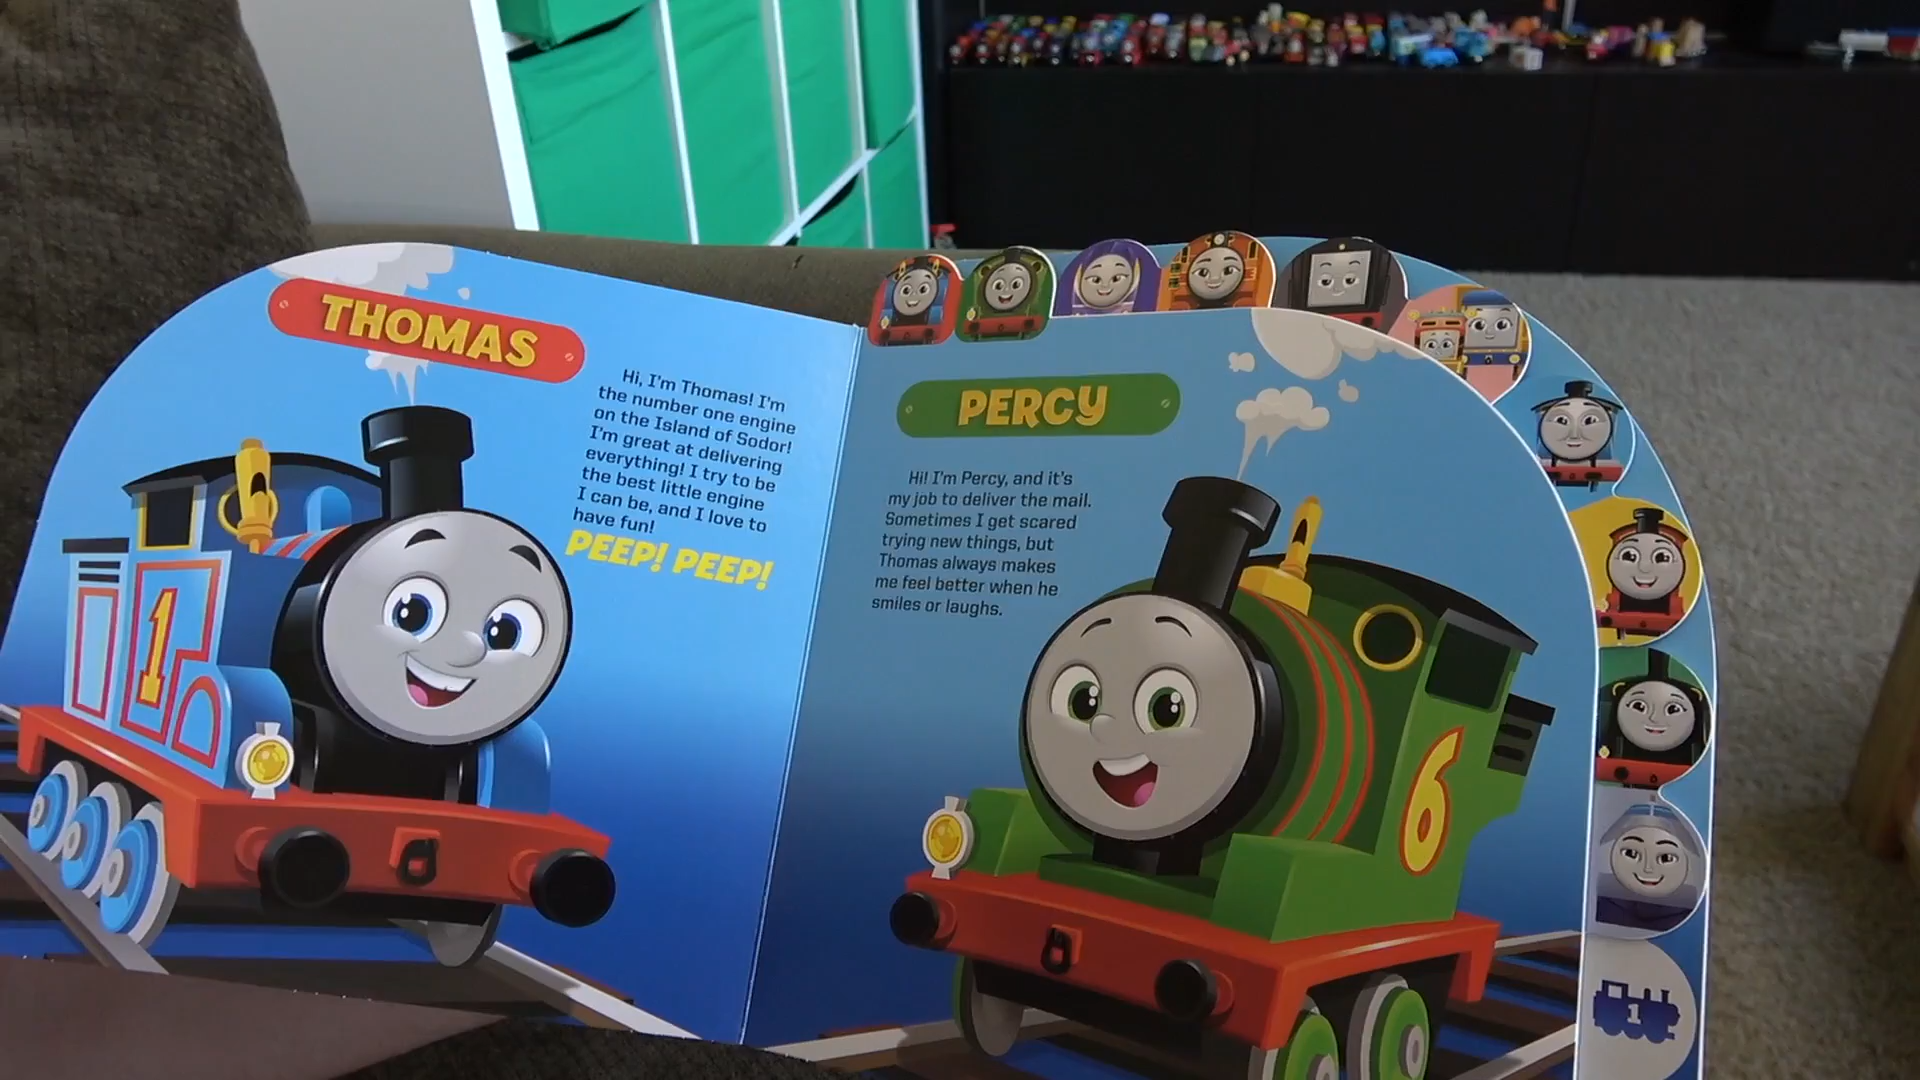 THOMAS
Hi, I'm Thomas! I'm
the number one engine
on the Island of Sodor!
I'm great at delivering
everything! I try to be
the best little engine
I can be, and I love to
have fun!
PEEP! PEEP!
1
PERCY
Hi! I'm Percy, and it's
my job to deliver the mail.
Sometimes I get scared
trying new things, but
Thomas always makes
me feel better when he
smiles or laughs.
6
1